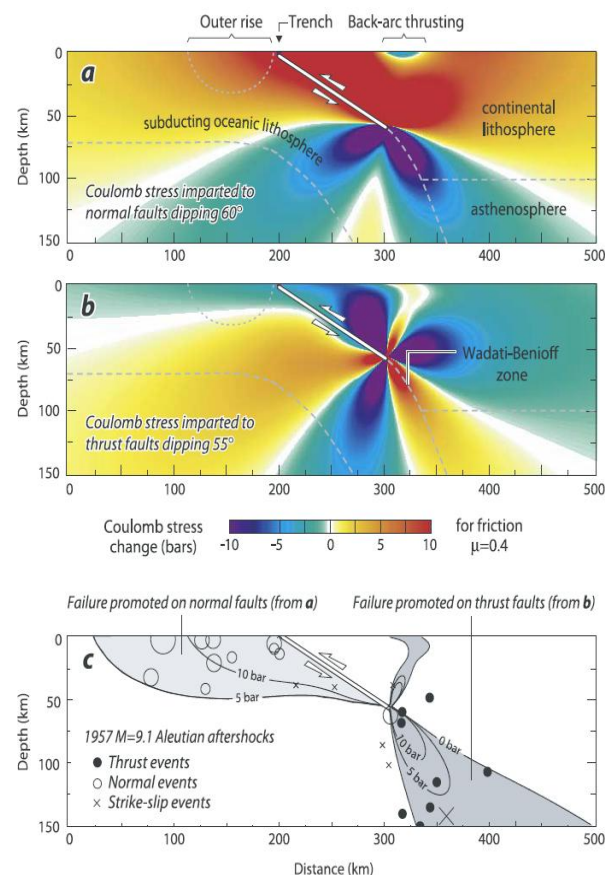 Outer rise Trench Back-arc thrusting
0
50
100
150
Depth (km)
a
subducting oceanic lithosphere
continental
lithosphere
Coulomb stress
imparted to
normal faults dipping 60°
asthenosphere
0 100 200 300 400 500
0
50
100
150
Depth (km)
b
Wadati-Benioff
zone
Coulomb stress imparted to
thrust faults dipping 55°
0 100 200 300 400 500
Coulomb stress
change (bars)
-10 -5 0 5 10
for friction
μ=0.4
Failure promoted on normal faults (from a) Failure promoted on thrust faults (from b)
0
50
100
150
Depth (km)
c
10 bar
5 bar
0 bar
10 bar
5 bar
1957 M=9.1 Aleutian aftershocks
Thrust events
Normal events
Strike-slip events
0 100 200 300 400 500
Distance (km)